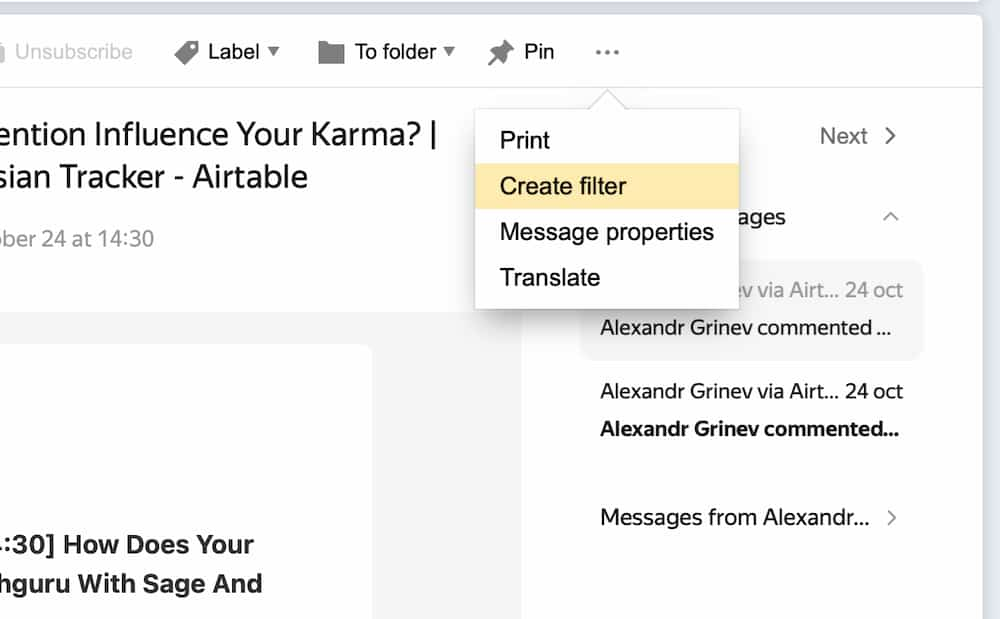 Unsubscribe Label To folder Pin ...
ention Influence Your Karma? |
sian Tracker - Airtable
ber 24 at 14:30
Print
Create filter
Message properties
Translate
Next
ages
ev via Airt... 24 oct
Alexandr Grinev commented ...
Alexandr Grinev via Airt... 24 oct
Alexandr Grinev commented...
Messages from Alexandr...
:30] How Does Your
hguru With Sage And